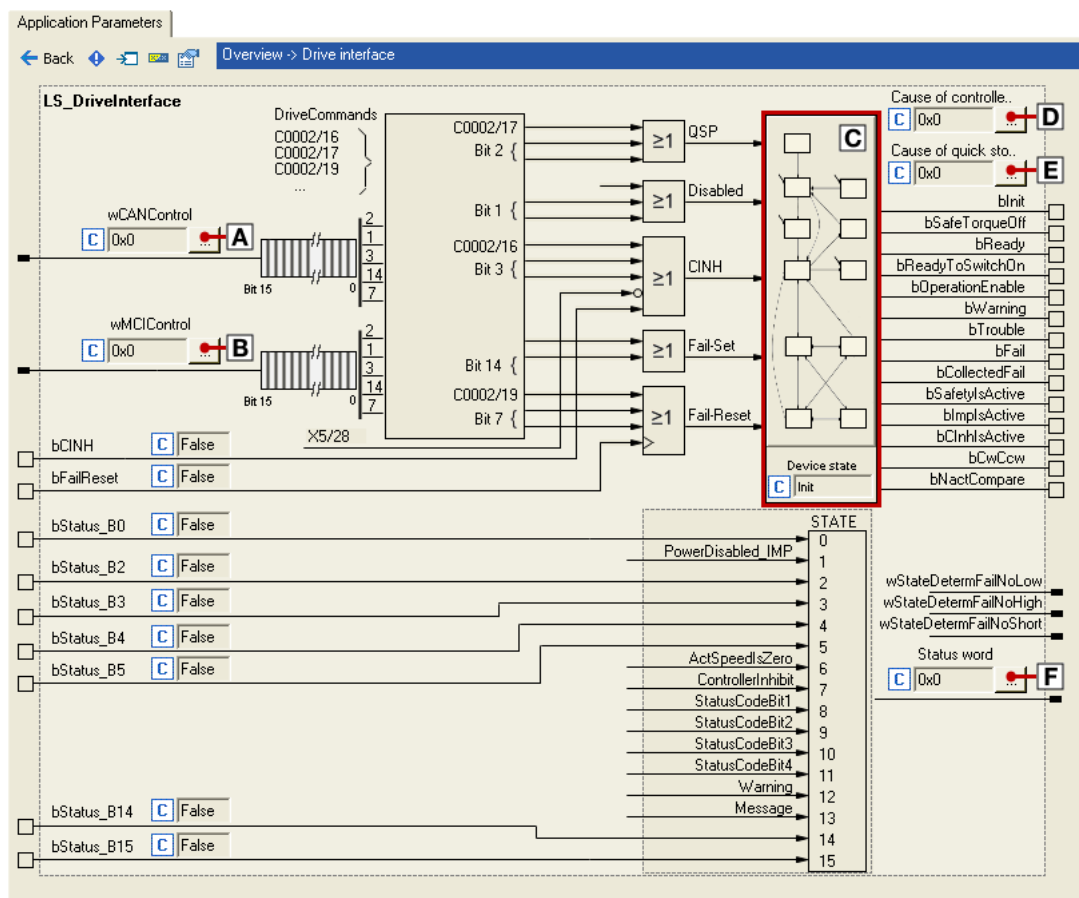 Application Parameters
Back
Overview -> Drive interface
LS_DriveInterface
DriveCommands
C0002/16
C0002/17
C0002/19
...
wCANControl
C 0x0 ... A
Bit 15 0
2
1
3
14
7
wMCIControl
C 0x0 ... B
Bit 15 0
2
1
3
14
7
C0002/17
Bit 2 {
Bit 1 {
C0002/16
Bit 3 {
Bit 14 {
C0002/19
Bit 7 {
X5/28
≥1 QSP
≥1 Disabled
≥1 CINH
≥1 Fail-Set
≥1 Fail-Reset
C
Device state
C Init
Cause of controlle..
C 0x0 ... D
Cause of quick sto..
C 0x0 ... E
bInit
bSafeTorqueOff
bReady
bReadyToSwitchOn
bOperationEnable
bWarning
bTrouble
bFail
bCollectedFail
bSafetyIsActive
bImpIsActive
bCInhIsActive
bCwCcw
bNactCompare
bCINH C False
bFailReset C False
bStatus_B0 C False
bStatus_B2 C False
bStatus_B3 C False
bStatus_B4 C False
bStatus_B5 C False
bStatus_B14 C False
bStatus_B15 C False
STATE
0
PowerDisabled_IMP 1
2
3
4
5
ActSpeedIsZero 6
ControllerInhibit 7
StatusCodeBit1 8
StatusCodeBit2 9
StatusCodeBit3 10
StatusCodeBit4 11
Warning 12
Message 13
14
15
wStateDetermFailNoLow
wStateDetermFailNoHigh
wStateDetermFailNoShort
Status word
C 0x0 ... F